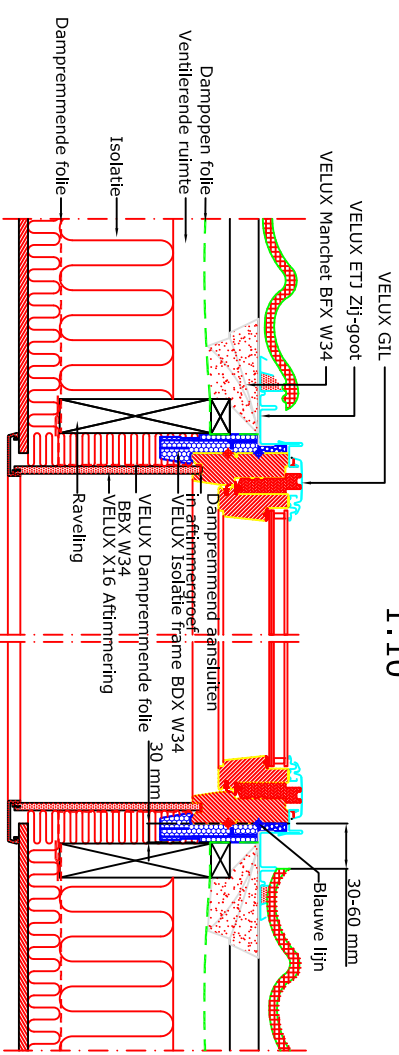 1:10
VELUX GIL
VELUX ETJ Zij-goot
VELUX Manchet BFX W34
Dampopen folie
Ventilerende ruimte
Isolatie
Dampremmende folie
Dampremmend aansluiten
in aftimmergroef
VELUX Isolatie frame BDX W34
VELUX Dampremmende folie
BBX W34
VELUX X16 Aftimmering
Raveling
30 mm
30-60 mm
Blauwe lijn